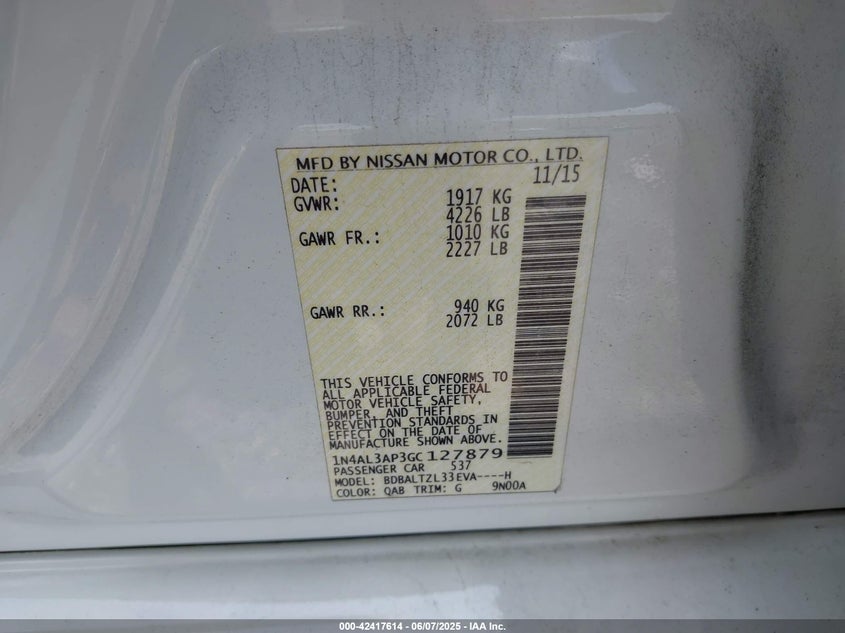 MFD BY NISSAN MOTOR CO., LTD.
DATE: 11/15
GVWR: 1917 KG
4226 LB
GAWR FR.: 1010 KG
2227 LB
GAWR RR.: 940 KG
2072 LB
THIS VEHICLE CONFORMS TO
ALL APPLICABLE FEDERAL
MOTOR VEHICLE SAFETY,
BUMPER, AND THEFT
PREVENTION STANDARDS IN
EFFECT ON THE DATE OF
MANUFACTURE SHOWN ABOVE.
1N4AL3AP3GC127879
PASSENGER CAR S37
MODEL: BDBALTZL33EVA----H
COLOR: QAB TRIM: G 9N00A
000-42417614 - 06/07/2025 - IAA Inc.